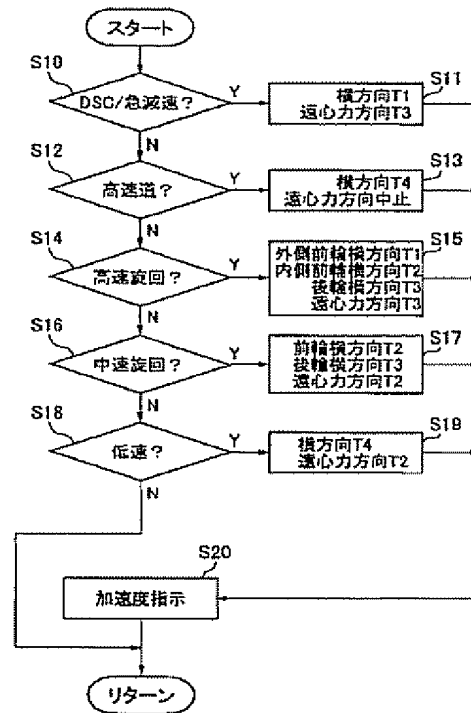 スタート
S10
DSC/急減速?
Y
N
S11
横方向T1
遠心力方向T3
S12
高速道?
Y
N
S13
横方向T4
遠心力方向中止
S14
高速旋回?
Y
N
S15
外側前輪横方向T1
内側前輪横方向T2
後輪横方向T3
遠心力方向T3
S16
中速旋回?
Y
N
S17
前輪横方向T2
後輪横方向T3
遠心力方向T2
S18
低速?
Y
N
S19
横方向T4
遠心力方向T2
S20
加速度指示
リターン